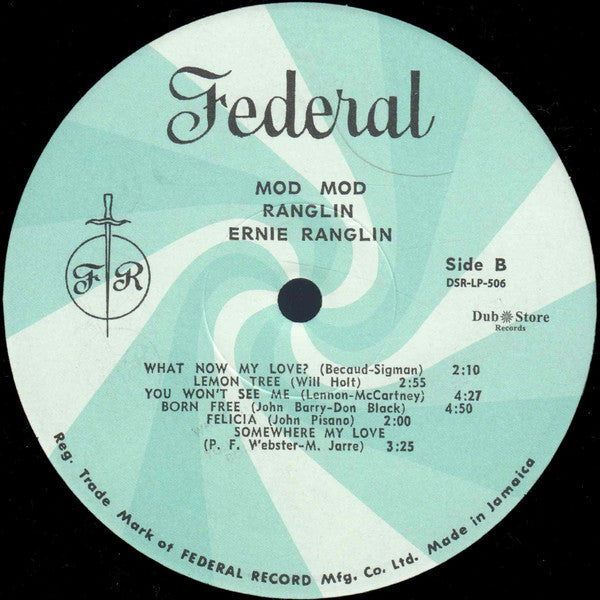 Federal
MOD MOD
RANGLIN
ERNIE RANGLIN
F R
Side B
DSR-LP-506
Dub Store
Records
WHAT NOW MY LOVE? (Becaud-Sigman) 2:10
LEMON TREE (Will Holt) 2:55
YOU WON'T SEE ME (Lennon-McCartney) 4:27
BORN FREE (John Barry-Don Black) 4:50
FELICIA (John Pisano) 2:00
SOMEWHERE MY LOVE
(P. F. Webster-M. Jarre) 3:25
Reg. Trade Mark of FEDERAL RECORD Mfg. Co. Ltd. Made in Jamaica